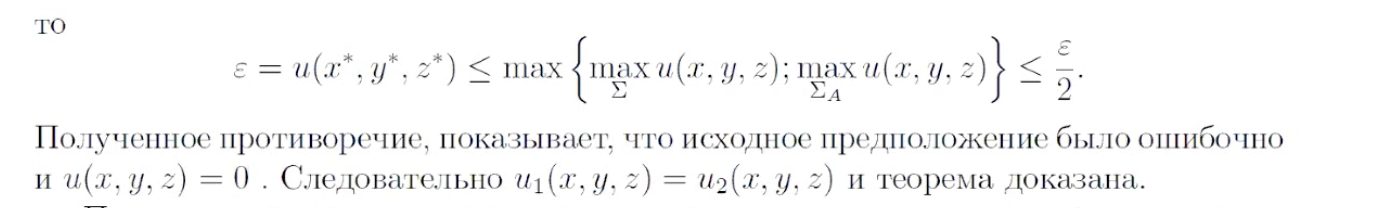 то
ε = u(x*, y*, z*) ≤ max { max_Σ u(x, y, z); max_{Σ_A} u(x, y, z) } ≤ ε/2.
Полученное противоречие, показывает, что исходное предположение было ошибочно
и u(x, y, z) = 0 . Следовательно u₁(x, y, z) = u₂(x, y, z) и теорема доказана.